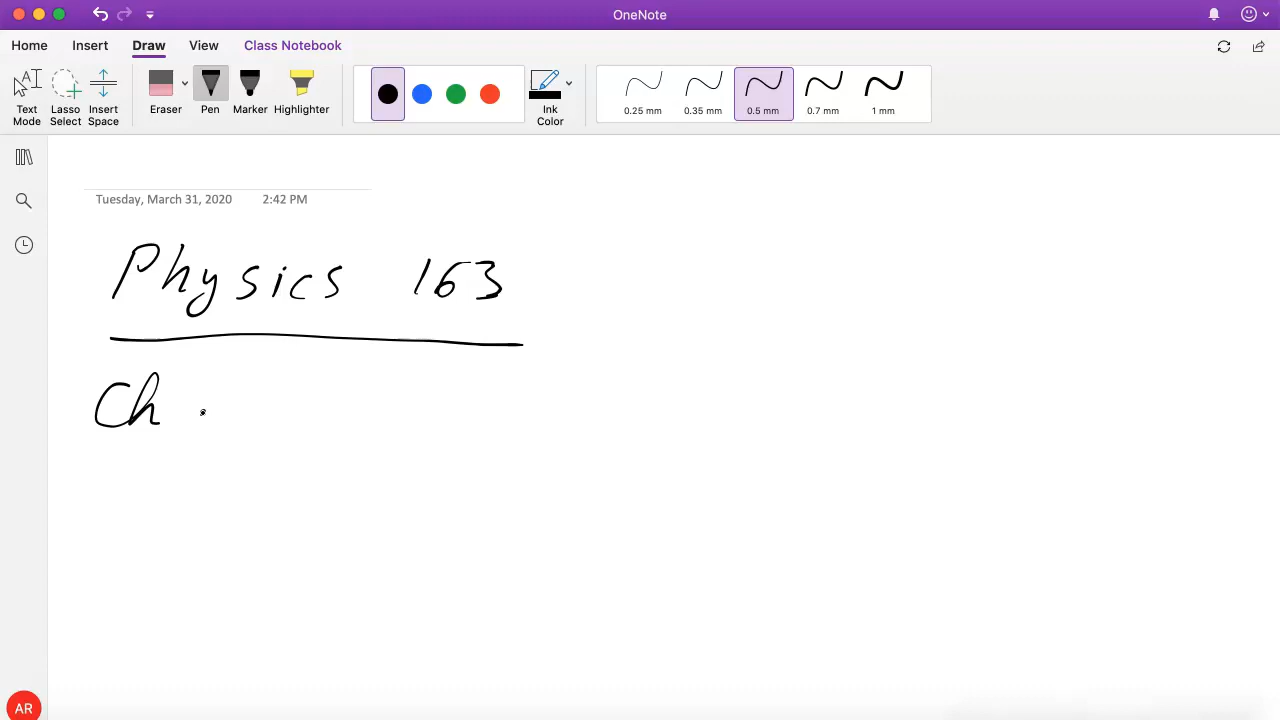 OneNote
Home Insert Draw View Class Notebook
Text Mode
Lasso Select
Insert Space
Eraser
Pen
Marker
Highlighter
Ink Color
0.25 mm
0.35 mm
0.5 mm
0.7 mm
1 mm
Tuesday, March 31, 2020 2:42 PM
Physics 163
Ch .
AR